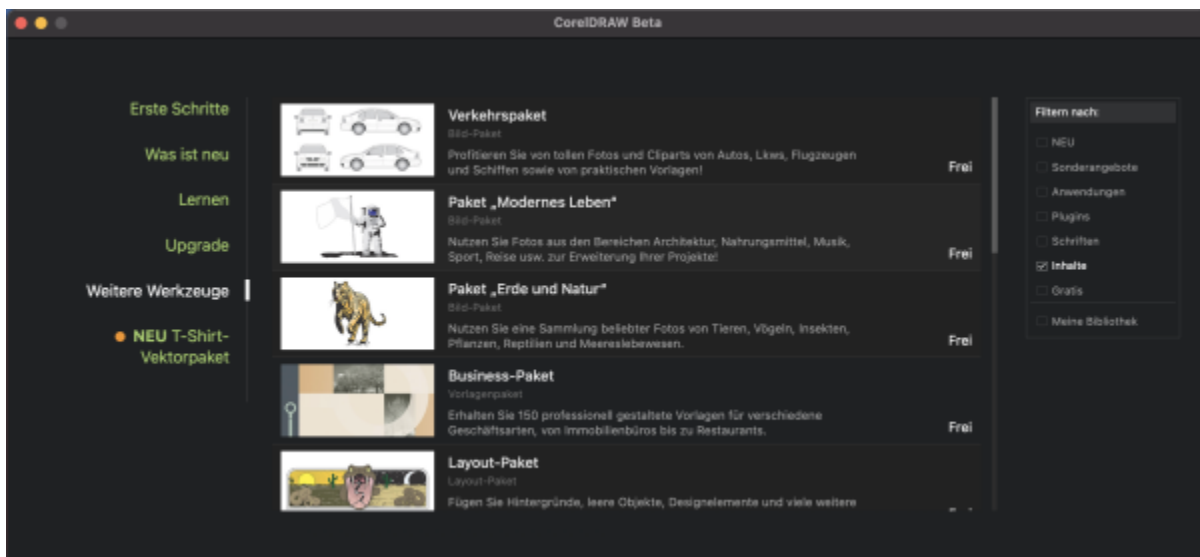 CorelDRAW Beta
Erste Schritte
Was ist neu
Lernen
Upgrade
Weitere Werkzeuge
NEU T-Shirt-
Vektorpaket
Verkehrspaket
Bild-Paket
Profitieren Sie von tollen Fotos und Cliparts von Autos, Lkws, Flugzeugen
und Schiffen sowie von praktischen Vorlagen!
Frei
Paket „Modernes Leben“
Bild-Paket
Nutzen Sie Fotos aus den Bereichen Architektur, Nahrungsmittel, Musik,
Sport, Reise usw. zur Erweiterung Ihrer Projekte!
Frei
Paket „Erde und Natur“
Bild-Paket
Nutzen Sie eine Sammlung beliebter Fotos von Tieren, Vögeln, Insekten,
Pflanzen, Reptilien und Meereslebewesen.
Frei
Business-Paket
Vorlagenpaket
Erhalten Sie 150 professionell gestaltete Vorlagen für verschiedene
Geschäftsarten, von Immobilienbüros bis zu Restaurants.
Frei
Layout-Paket
Layout-Paket
Fügen Sie Hintergründe, leere Objekte, Designelemente und viele weitere
Filtern nach:
NEU
Sonderangebote
Anwendungen
Plugins
Schriften
Inhalte
Gratis
Meine Bibliothek